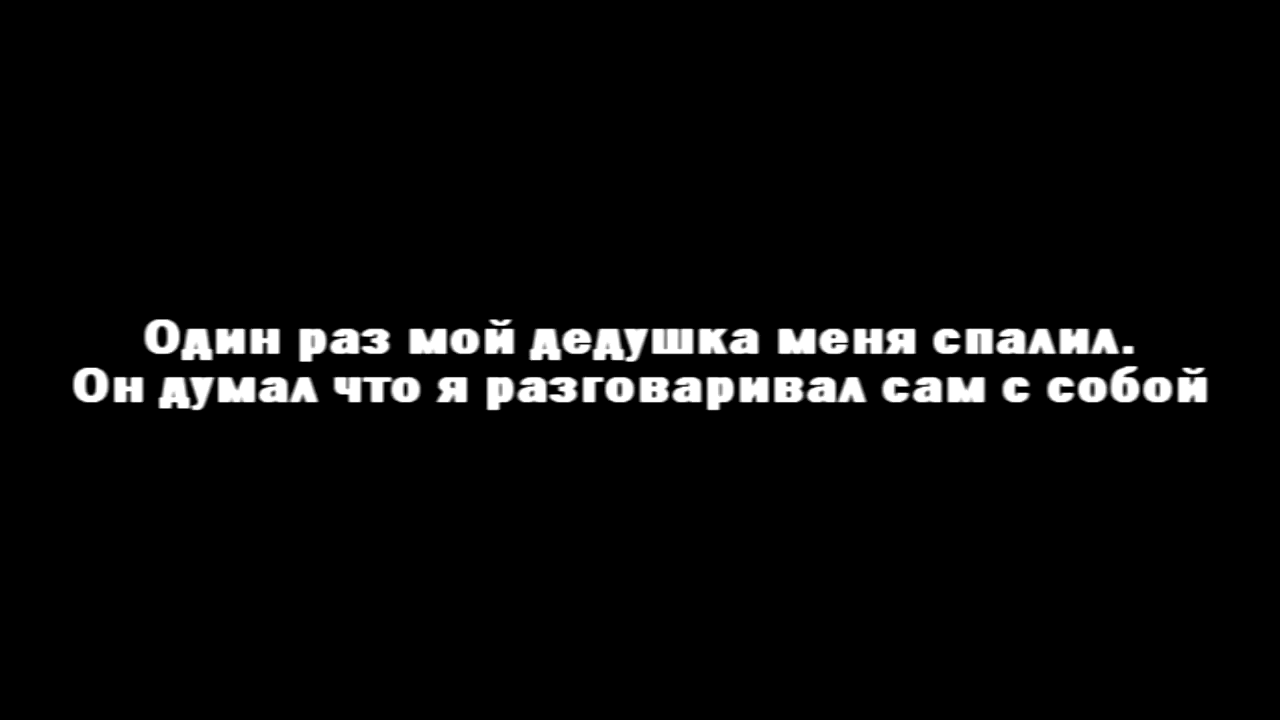 Один раз мой дедушка меня спалил.
Он думал что я разговаривал сам с собой